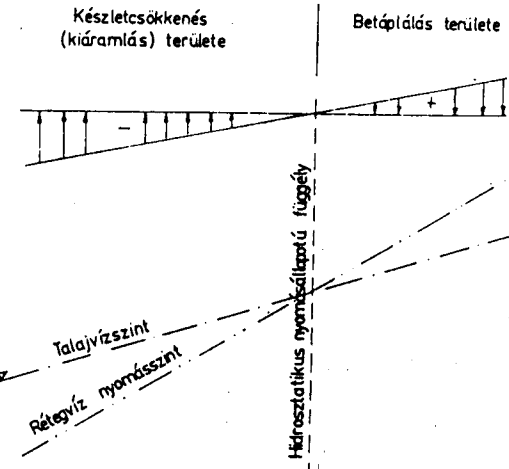 Készletcsökkenés
(kiáramlás) területe
Betáplálás területe
−
+
Hidrosztatikus nyomásállapotú függély
Talajvízszint
Rétegvíz nyomásszint